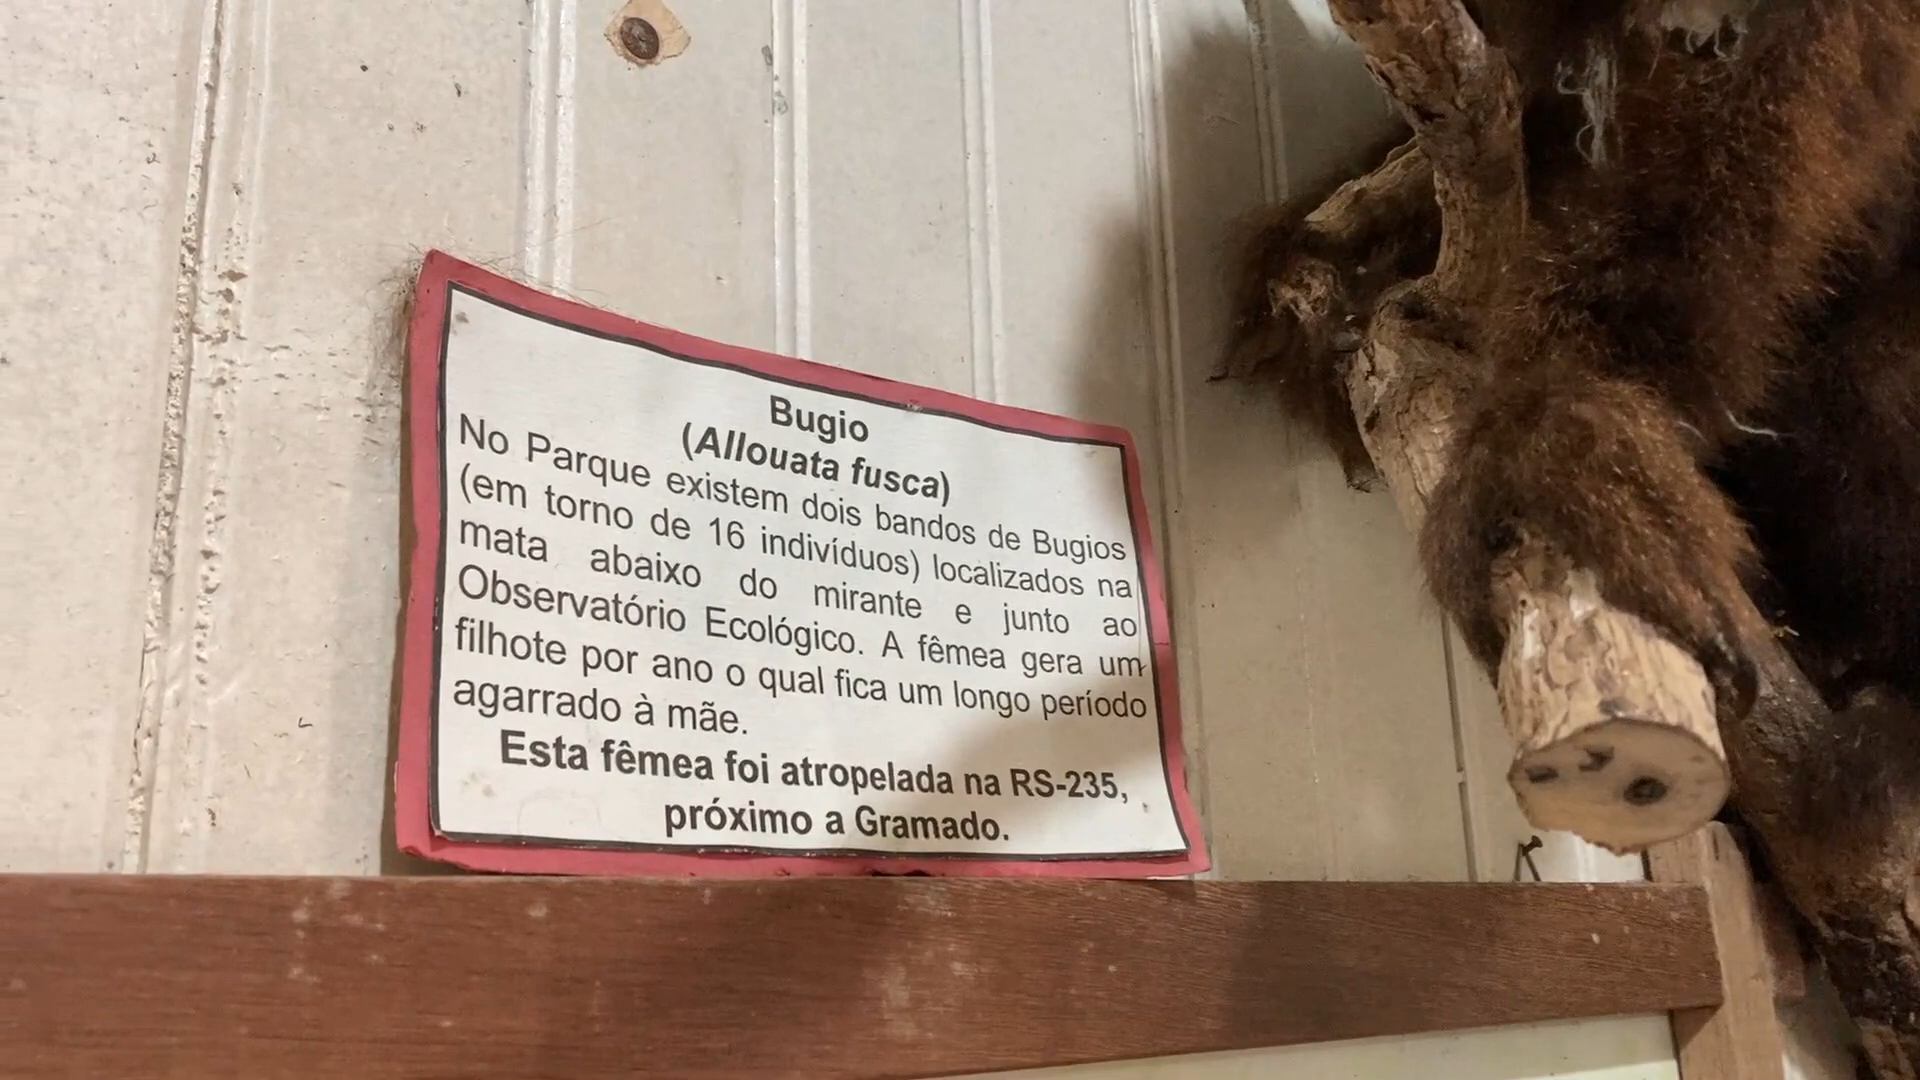 Bugio
(Allouata fusca)
No Parque existem dois bandos de Bugios
(em torno de 16 indivíduos) localizados na
mata abaixo do mirante e junto ao
Observatório Ecológico. A fêmea gera um
filhote por ano o qual fica um longo período
agarrado à mãe.
Esta fêmea foi atropelada na RS-235,
próximo a Gramado.